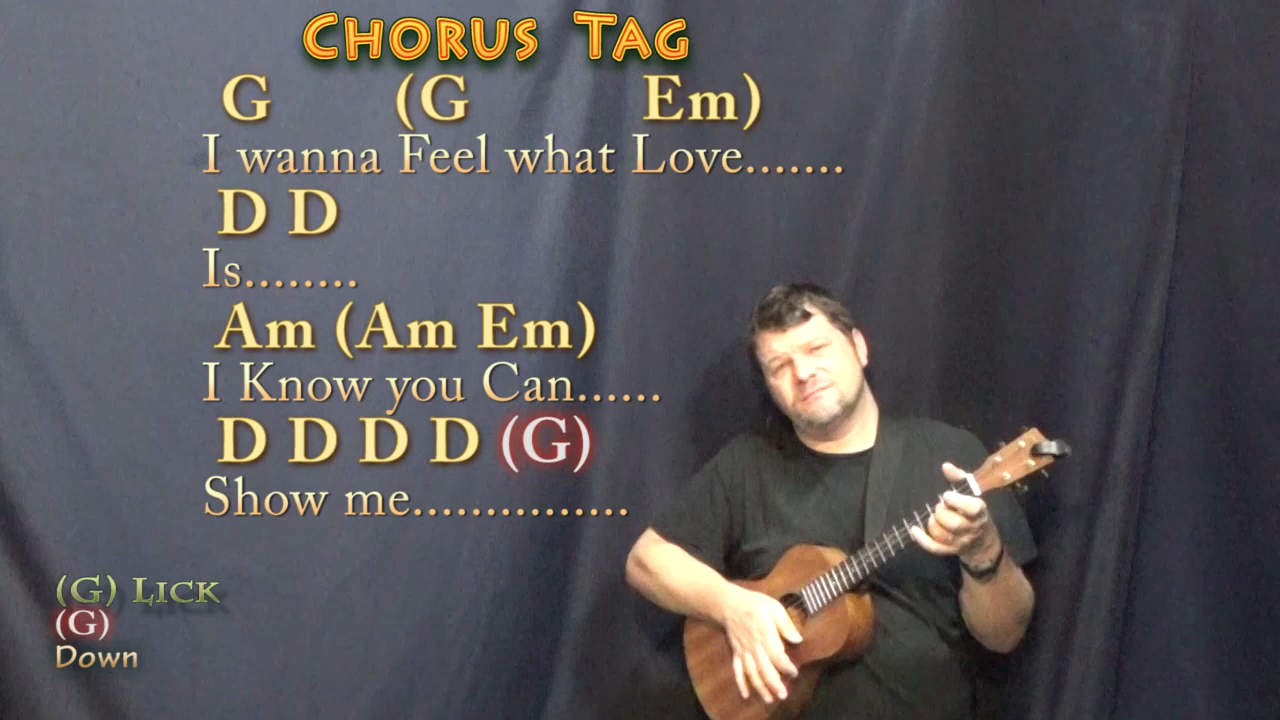 Chorus Tag
G (G Em)
I wanna Feel what Love.......
D D
Is........
Am (Am Em)
I Know you Can......
D D D D (G)
Show me...............
(G) Lick
(G)
Down